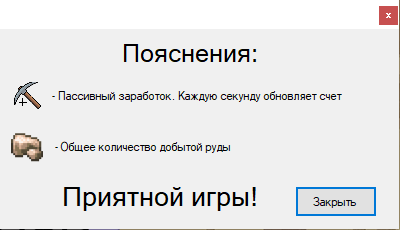 x
Пояснения:
- Пассивный заработок. Каждую секунду обновляет счет
- Общее количество добытой руды
Приятной игры!
Закрыть